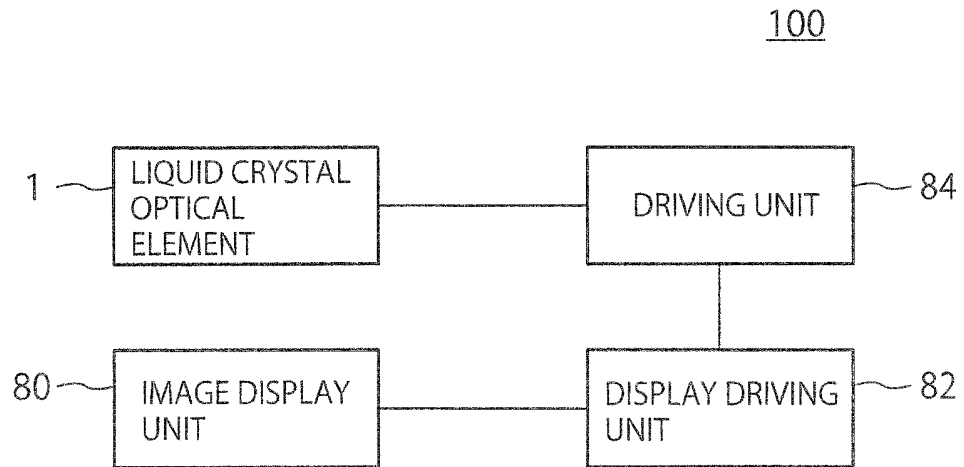 100
1
LIQUID CRYSTAL
OPTICAL
ELEMENT
DRIVING UNIT
84
80
IMAGE DISPLAY
UNIT
DISPLAY DRIVING
UNIT
82